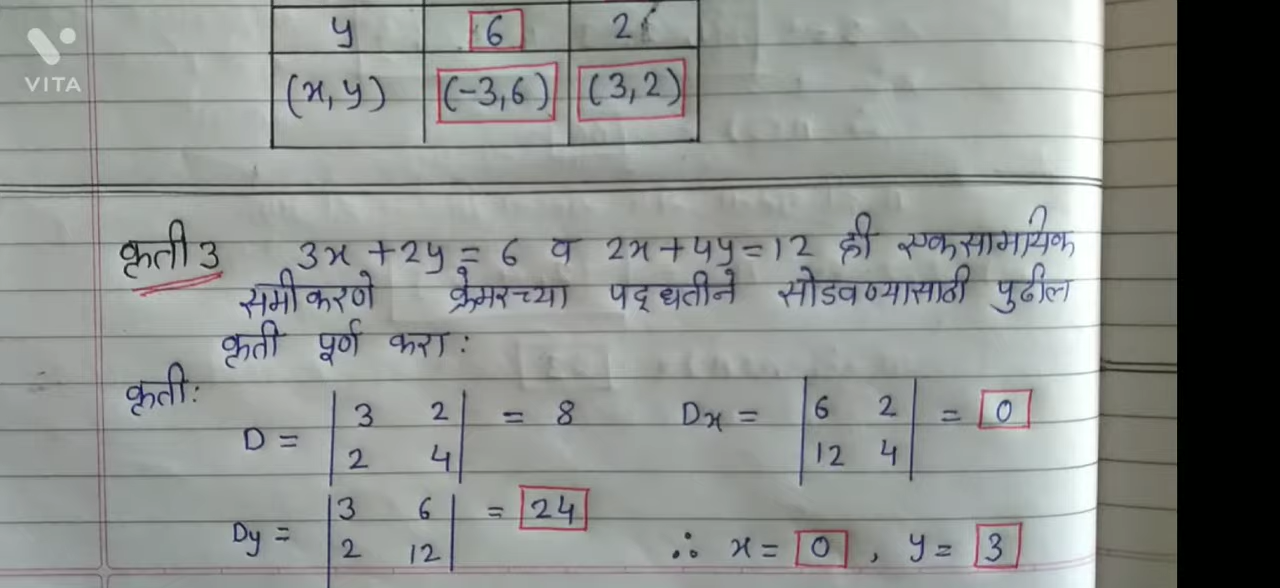 VITA
y 6 2
(x, y) (-3,6) (3,2)
कृती 3 3x + 2y = 6 व 2x + 4y = 12 ही एकसामायिक
समीकरणे क्रेमरच्या पद्धतीने सोडवण्यासाठी पुढील
कृती पूर्ण करा :
कृती:
D = | 3 2 | = 8 Dx = | 6 2 | = 0
| 2 4 | | 12 4 |
Dy = | 3 6 | = 24
| 2 12 | ∴ x = 0 , y = 3